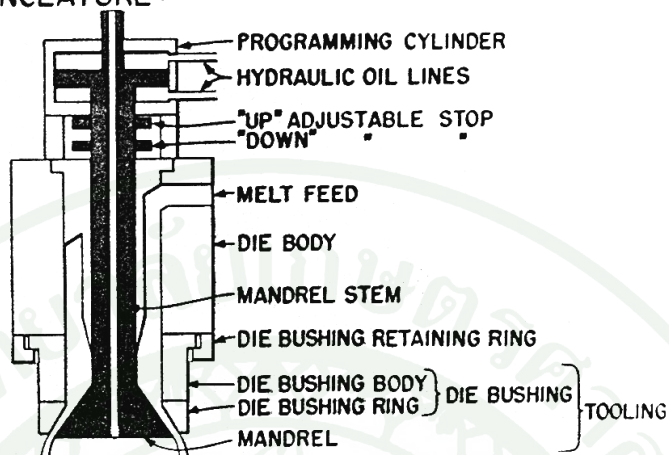 NCLATURE
PROGRAMMING CYLINDER
HYDRAULIC OIL LINES
"UP" ADJUSTABLE STOP
"DOWN" " "
MELT FEED
DIE BODY
MANDREL STEM
DIE BUSHING RETAINING RING
DIE BUSHING BODY
DIE BUSHING
DIE BUSHING RING
TOOLING
MANDREL